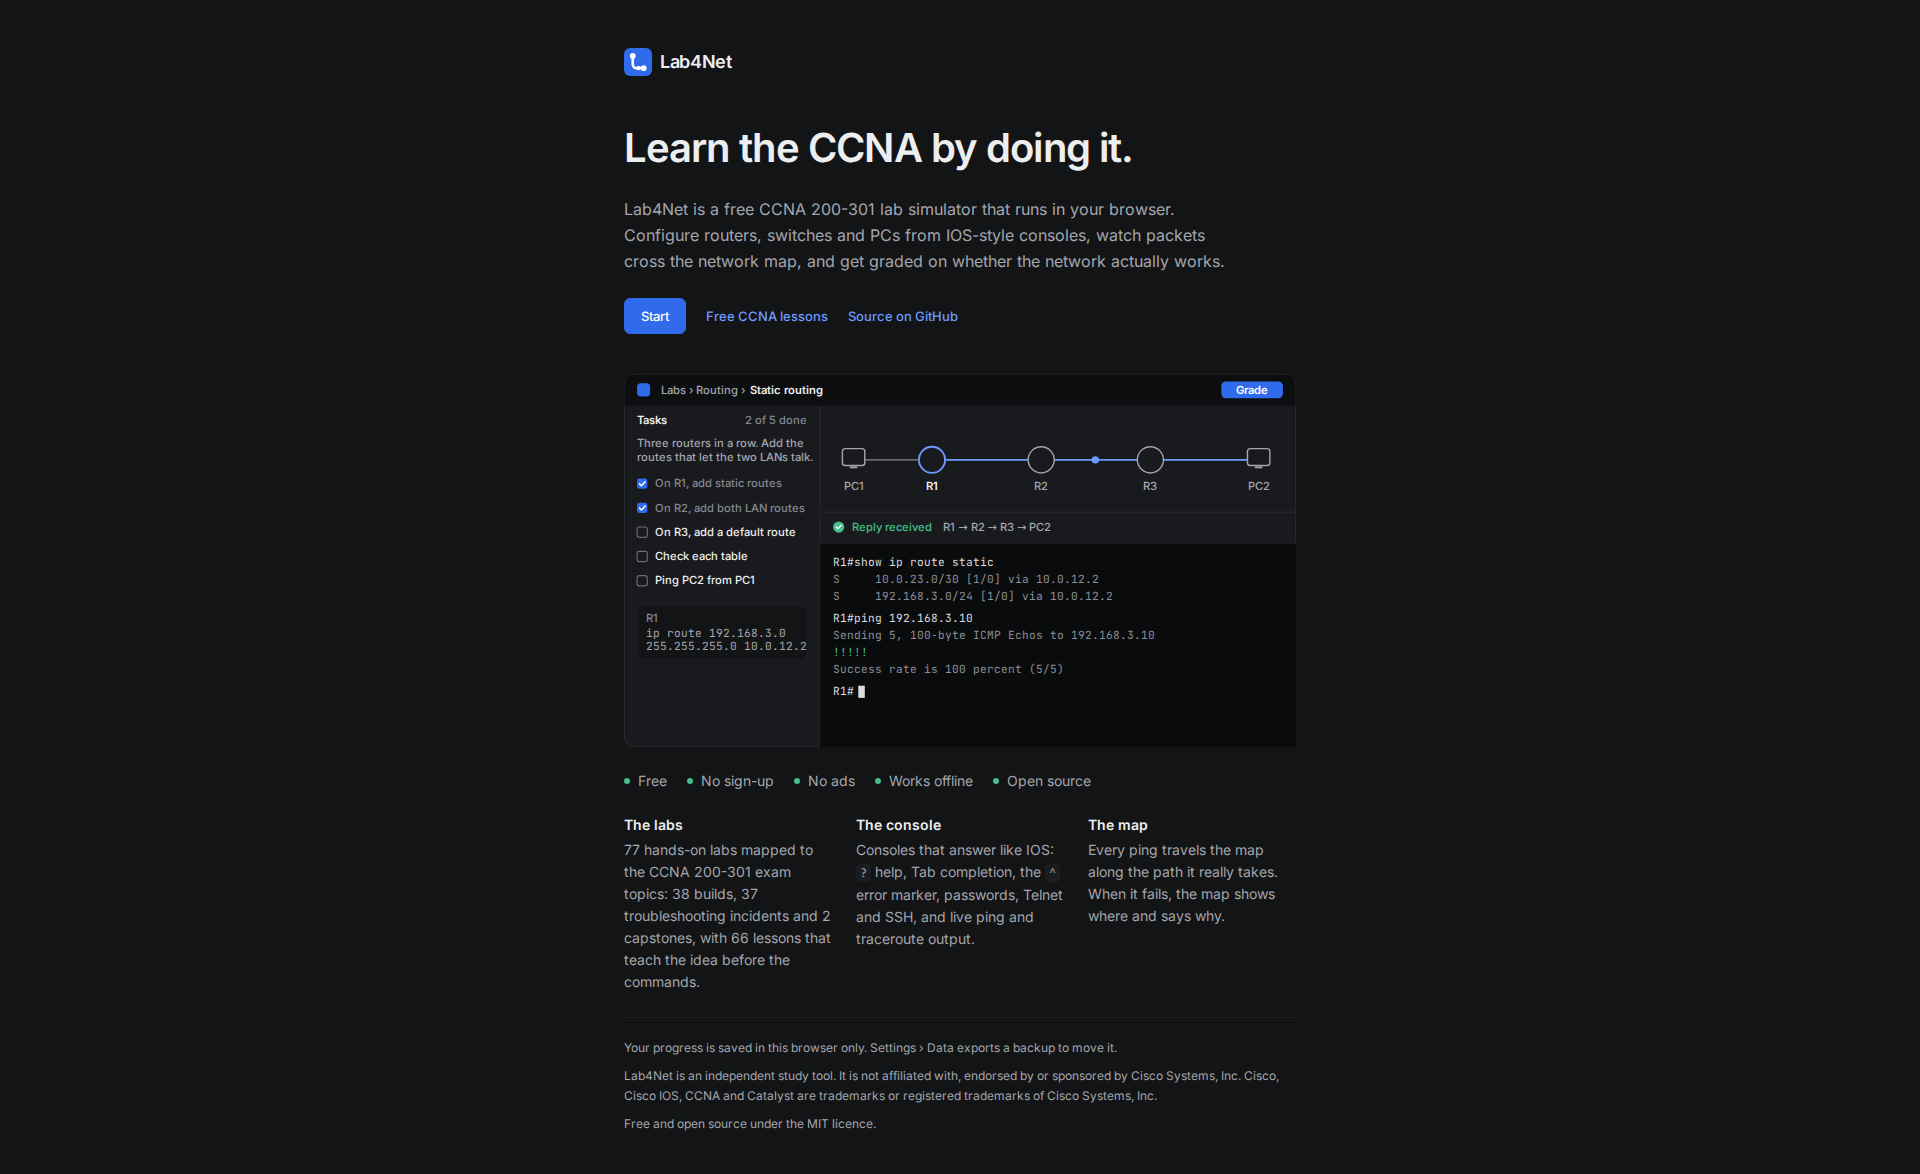 Lab4Net
Learn the CCNA by doing it.
Lab4Net is a free CCNA 200-301 lab simulator that runs in your browser.
Configure routers, switches and PCs from IOS-style consoles, watch packets
cross the network map, and get graded on whether the network actually works.
Start Free CCNA lessons Source on GitHub
Labs › Routing › Static routing Grade
Tasks 2 of 5 done
Three routers in a row. Add the
routes that let the two LANs talk.
On R1, add static routes
On R2, add both LAN routes
On R3, add a default route
Check each table
Ping PC2 from PC1
R1
ip route 192.168.3.0
255.255.255.0 10.0.12.2
PC1 R1 R2 R3 PC2
Reply received R1 → R2 → R3 → PC2
R1#show ip route static
S     10.0.23.0/30 [1/0] via 10.0.12.2
S     192.168.3.0/24 [1/0] via 10.0.12.2
R1#ping 192.168.3.10
Sending 5, 100-byte ICMP Echos to 192.168.3.10
!!!!!
Success rate is 100 percent (5/5)
R1#
Free No sign-up No ads Works offline Open source
The labs
77 hands-on labs mapped to
the CCNA 200-301 exam
topics: 38 builds, 37
troubleshooting incidents and 2
capstones, with 66 lessons that
teach the idea before the
commands.
The console
Consoles that answer like IOS:
? help, Tab completion, the ^
error marker, passwords, Telnet
and SSH, and live ping and
traceroute output.
The map
Every ping travels the map
along the path it really takes.
When it fails, the map shows
where and says why.
Your progress is saved in this browser only. Settings › Data exports a backup to move it.
Lab4Net is an independent study tool. It is not affiliated with, endorsed by or sponsored by Cisco Systems, Inc. Cisco,
Cisco IOS, CCNA and Catalyst are trademarks or registered trademarks of Cisco Systems, Inc.
Free and open source under the MIT licence.